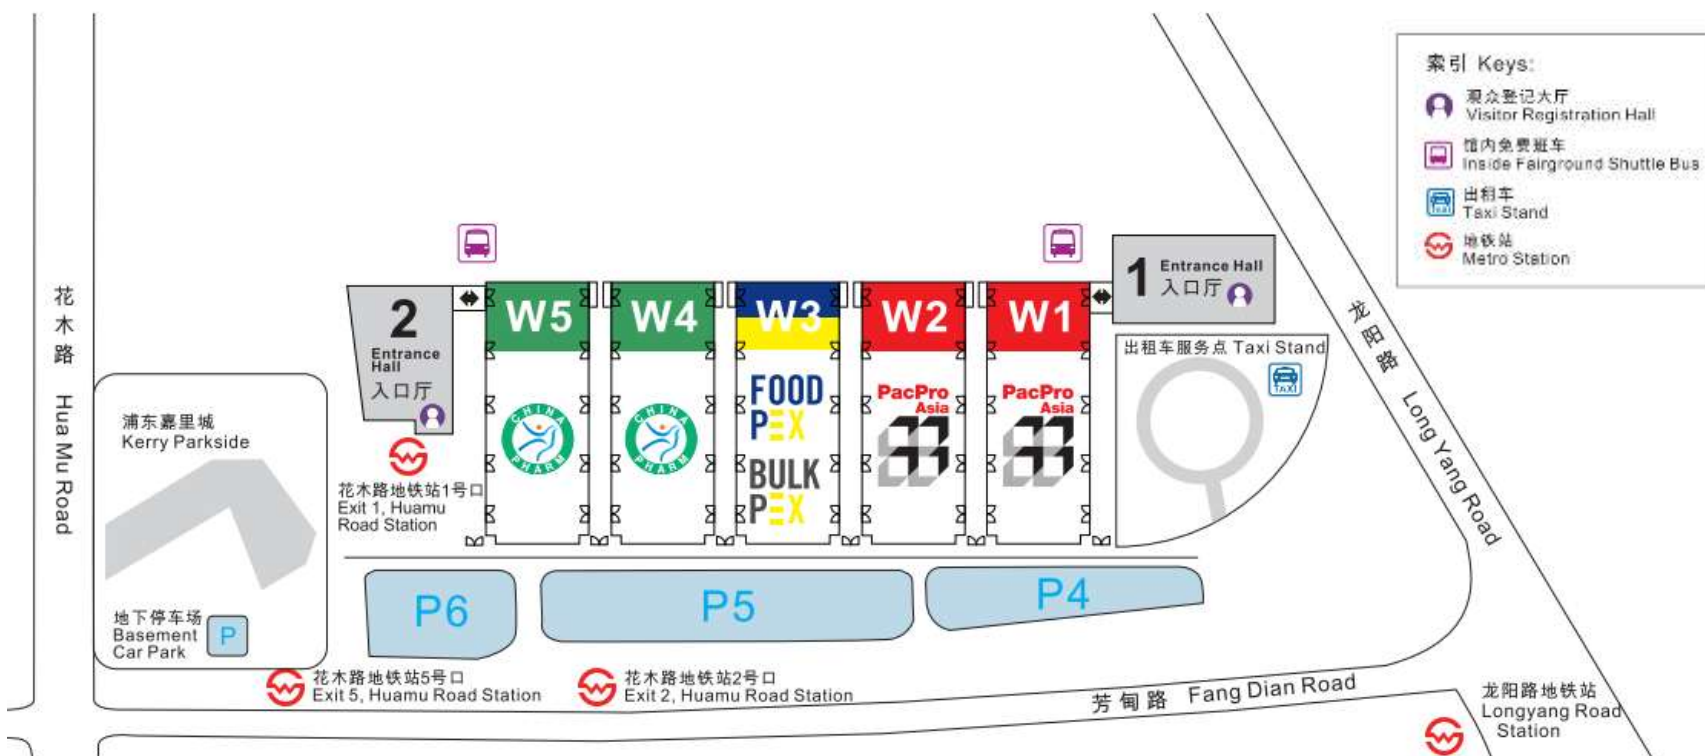 索引 Keys:
观众登记大厅
Visitor Registration Hall
馆内免费班车
Inside Fairground Shuttle Bus
出租车
TAXI
Taxi Stand
地铁站
Metro Station
花木路 Hua Mu Road
龙阳路 Long Yang Road
2
Entrance
Hall
入口厅
W5
W4
W3
W2
W1
1
Entrance Hall
入口厅
出租车服务点 Taxi Stand
TAXI
CHINA
PHARM
CHINA
PHARM
FOOD
PEX
BULK
PEX
PacPro
Asia
PacPro
Asia
浦东嘉里城
Kerry Parkside
地下停车场
Basement
Car Park
P
花木路地铁站1号口
Exit 1, Huamu
Road Station
P6
P5
P4
花木路地铁站5号口
Exit 5, Huamu Road Station
花木路地铁站2号口
Exit 2, Huamu Road Station
芳甸路 Fang Dian Road
龙阳路地铁站
Longyang Road
Station